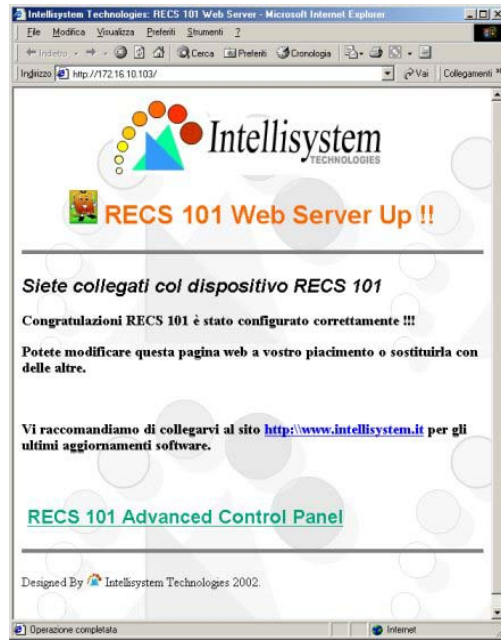 Intellisystem Technologies: RECS 101 Web Server - Microsoft Internet Explorer
File Modifica Visualizza Preferiti Strumenti ?
Indietro Cerca Preferiti Cronologia
Indirizzo http://172.16.10.103/ Vai Collegamenti »
Intellisystem
TECHNOLOGIES
RECS 101 Web Server Up !!
Siete collegati col dispositivo RECS 101
Congratulazioni RECS 101 è stato configurato correttamente !!!
Potete modificare questa pagina web a vostro piacimento o sostituirla con
delle altre.
Vi raccomandiamo di collegarvi al sito http:\\www.intellisystem.it per gli
ultimi aggiornamenti software.
RECS 101 Advanced Control Panel
Designed By Intellisystem Technologies 2002.
Operazione completata Internet